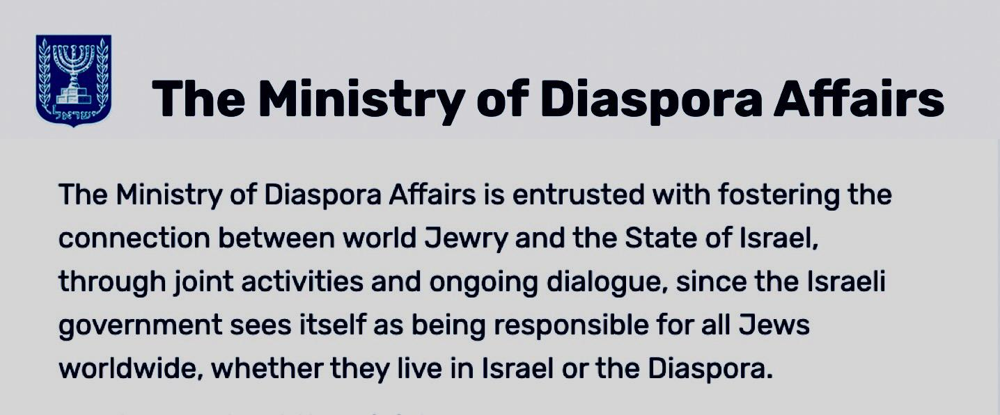 ישראל
The Ministry of Diaspora Affairs
The Ministry of Diaspora Affairs is entrusted with fostering the
connection between world Jewry and the State of Israel,
through joint activities and ongoing dialogue, since the Israeli
government sees itself as being responsible for all Jews
worldwide, whether they live in Israel or the Diaspora.